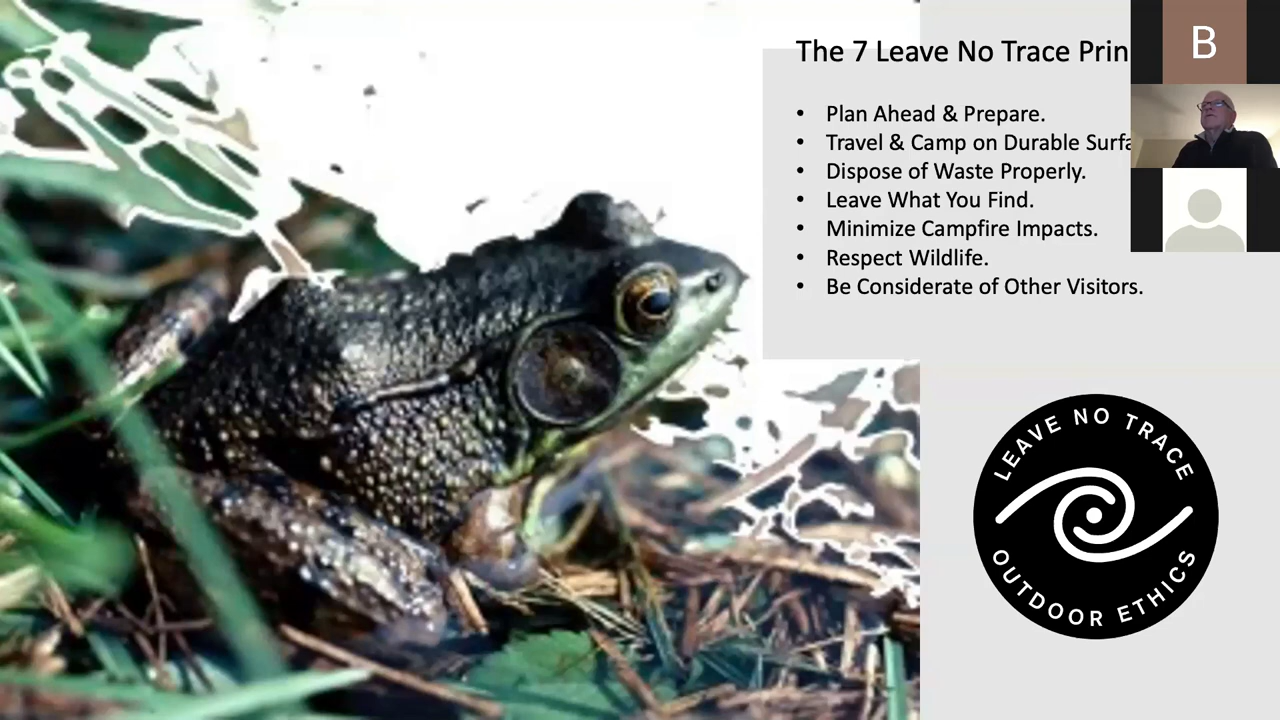 The 7 Leave No Trace Prin
• Plan Ahead & Prepare.
• Travel & Camp on Durable Surfa
• Dispose of Waste Properly.
• Leave What You Find.
• Minimize Campfire Impacts.
• Respect Wildlife.
• Be Considerate of Other Visitors.
B
LEAVE NO TRACE
OUTDOOR ETHICS